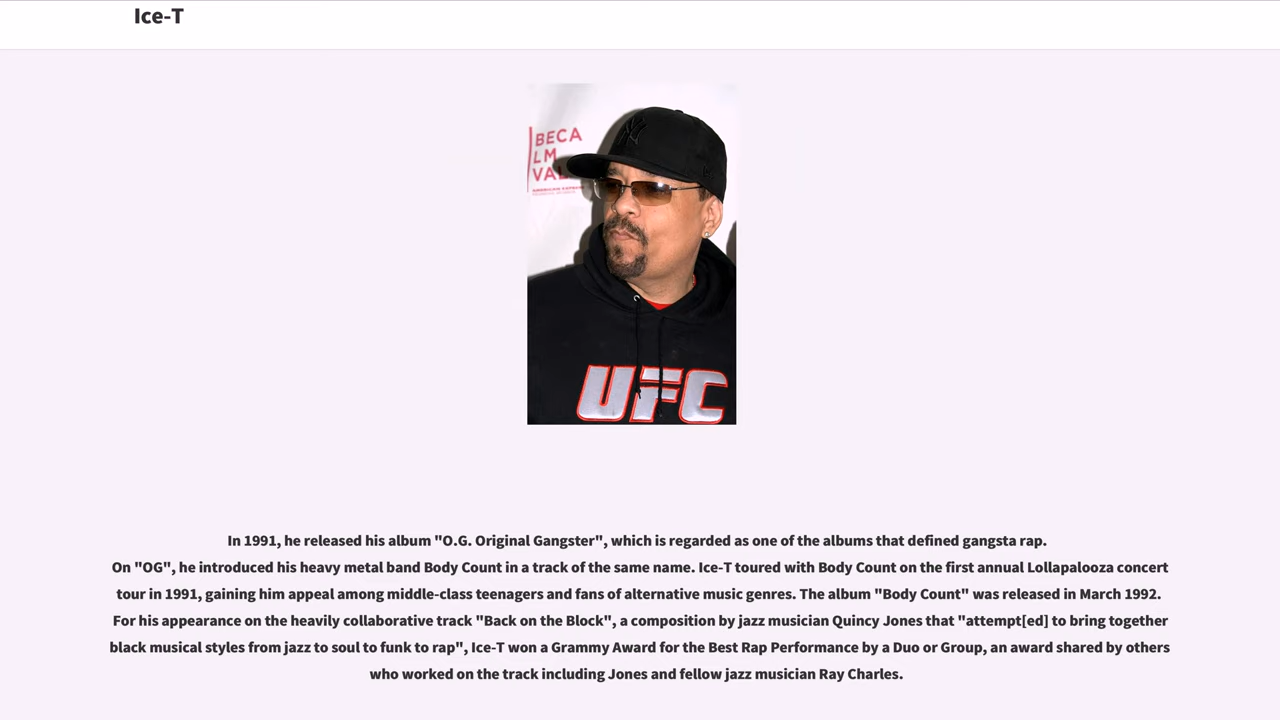 Ice-T
BECA
LM
VAL
AMERICAN EXPRESS
UFC
In 1991, he released his album "O.G. Original Gangster", which is regarded as one of the albums that defined gangsta rap.
On "OG", he introduced his heavy metal band Body Count in a track of the same name. Ice-T toured with Body Count on the first annual Lollapalooza concert
tour in 1991, gaining him appeal among middle-class teenagers and fans of alternative music genres. The album "Body Count" was released in March 1992.
For his appearance on the heavily collaborative track "Back on the Block", a composition by jazz musician Quincy Jones that "attempt[ed] to bring together
black musical styles from jazz to soul to funk to rap", Ice-T won a Grammy Award for the Best Rap Performance by a Duo or Group, an award shared by others
who worked on the track including Jones and fellow jazz musician Ray Charles.